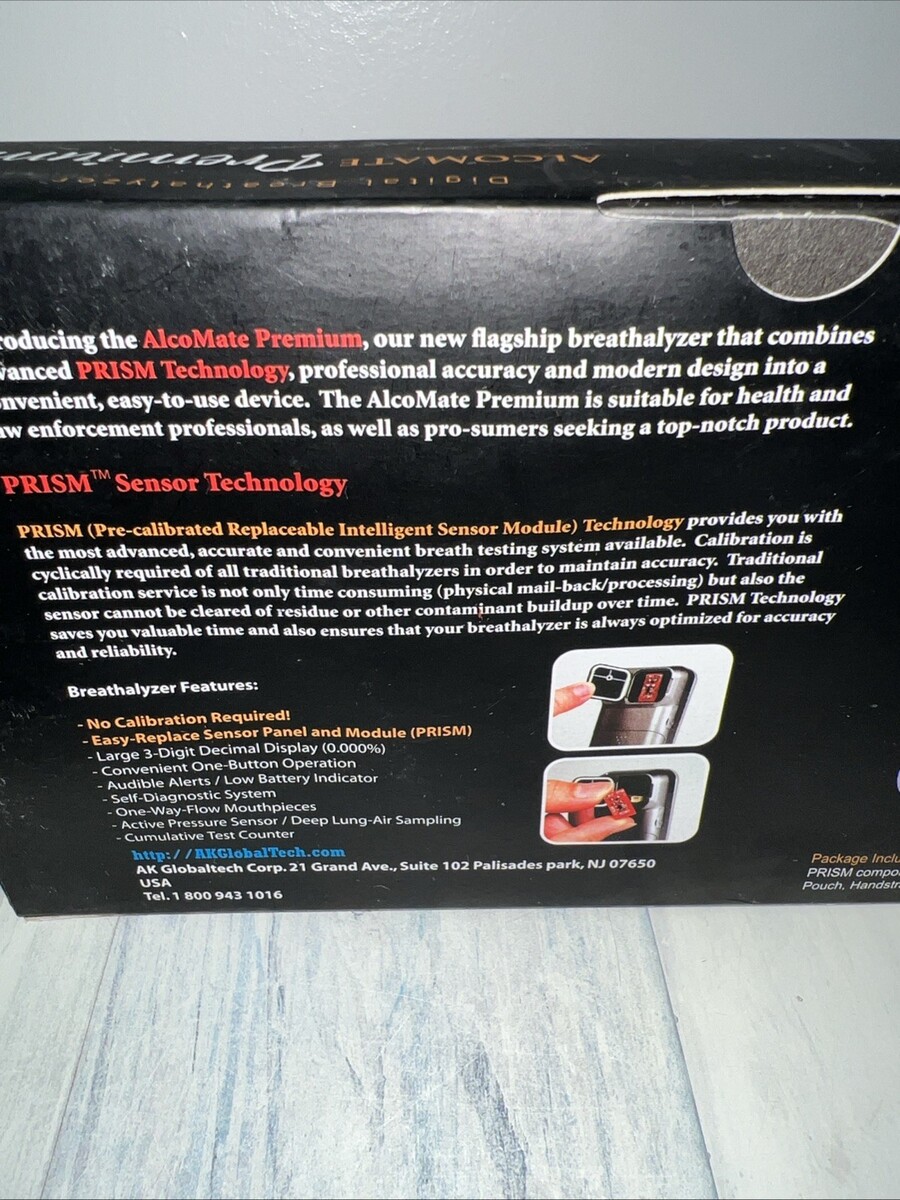 ALCOMATE Premium
Digital Breathalyzer
roducing the AlcoMate Premium, our new flagship breathalyzer that combines
vanced PRISM Technology, professional accuracy and modern design into a
nvenient, easy-to-use device. The AlcoMate Premium is suitable for health and
aw enforcement professionals, as well as pro-sumers seeking a top-notch product.
PRISM™ Sensor Technology
PRISM (Pre-calibrated Replaceable Intelligent Sensor Module) Technology provides you with
the most advanced, accurate and convenient breath testing system available. Calibration is
cyclically required of all traditional breathalyzers in order to maintain accuracy. Traditional
calibration service is not only time consuming (physical mail-back/processing) but also the
sensor cannot be cleared of residue or other contaminant buildup over time. PRISM Technology
saves you valuable time and also ensures that your breathalyzer is always optimized for accuracy
and reliability.
Breathalyzer Features:
- No Calibration Required!
- Easy-Replace Sensor Panel and Module (PRISM)
- Large 3-Digit Decimal Display (0.000%)
- Convenient One-Button Operation
- Audible Alerts / Low Battery Indicator
- Self-Diagnostic System
- One-Way-Flow Mouthpieces
- Active Pressure Sensor / Deep Lung-Air Sampling
- Cumulative Test Counter
http://AKGlobalTech.com
AK Globaltech Corp. 21 Grand Ave., Suite 102 Palisades park, NJ 07650
USA
Tel. 1 800 943 1016
Package Inclu
PRISM compo
Pouch, Handstra